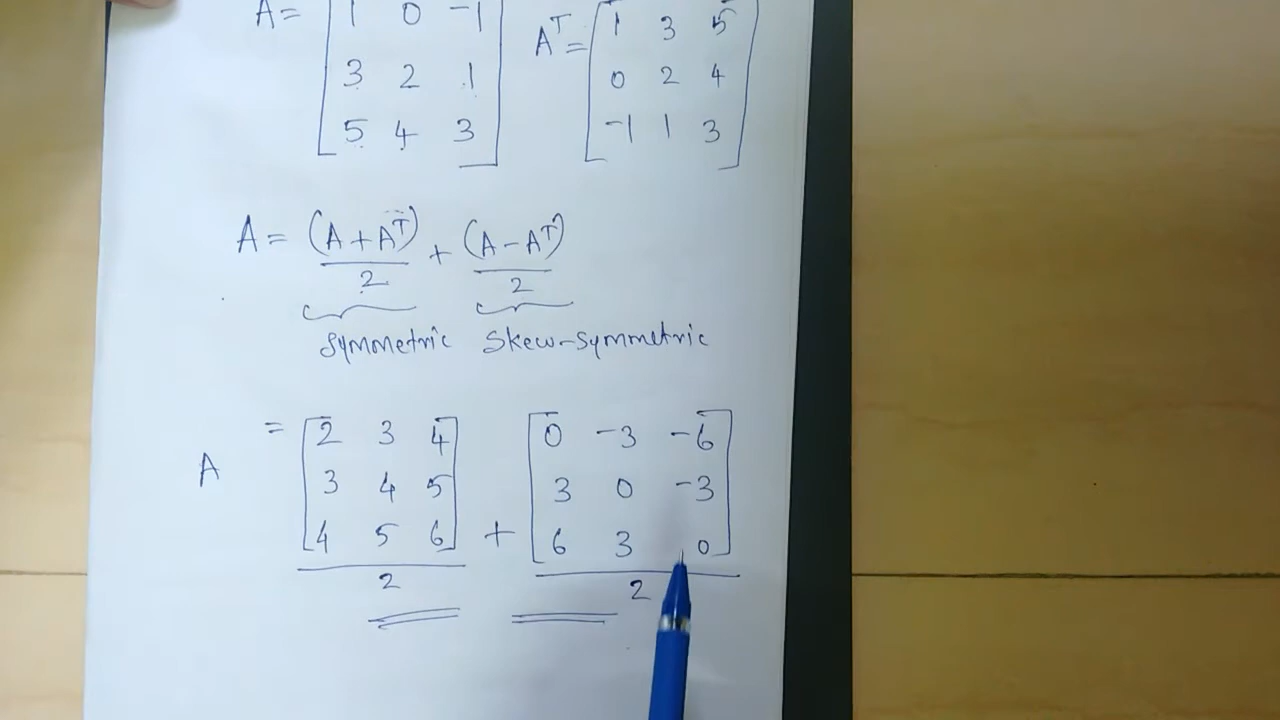 A = [1 0 -1] A^T = [1 3 5]
[3 2 1] [0 2 4]
[5 4 3] [-1 1 3]
A = (A + A^T)/2 + (A - A^T)/2
Symmetric Skew-symmetric
A = [2 3 4] + [0 -3 -6]
[3 4 5] [3 0 -3]
[4 5 6] [6 3 0]
2 2